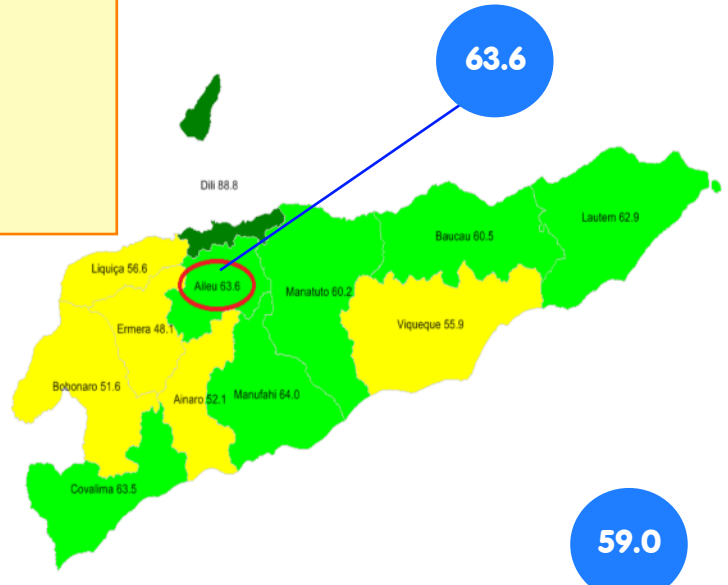 63.6
Dili 88.8
Lautem 62.9
Baucau 60.5
Liquiça 56.6
Aileu 63.6
Manatuto 60.2
Ermera 48.1
Viqueque 55.9
Bobonaro 51.6
Ainaro 52.1
Manufahi 64.0
Covalima 63.5
59.0